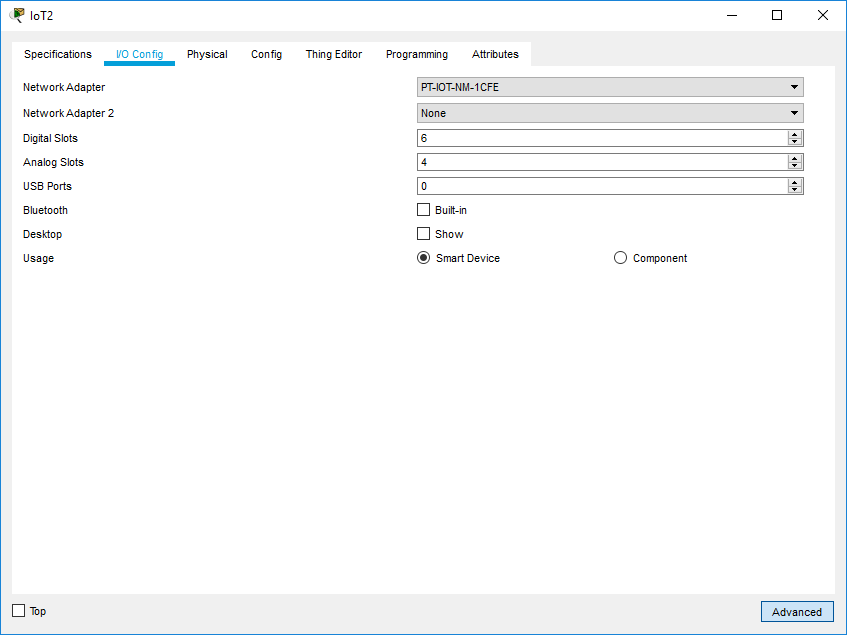 IoT2
Specifications I/O Config Physical Config Thing Editor Programming Attributes
Network Adapter PT-IOT-NM-1CFE
Network Adapter 2 None
Digital Slots 6
Analog Slots 4
USB Ports 0
Bluetooth Built-in
Desktop Show
Usage Smart Device Component
Top Advanced